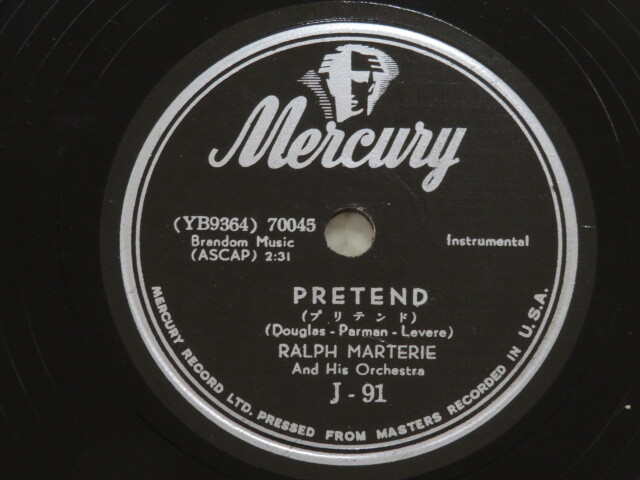 Mercury
(YB9364) 70045
Brandom Music
(ASCAP) 2:31
Instrumental
PRETEND
(プリテンド)
(Douglas - Parman - Levere)
RALPH MARTERIE
And His Orchestra
J - 91
MERCURY RECORD LTD. PRESSED FROM MASTERS RECORDED IN U.S.A.